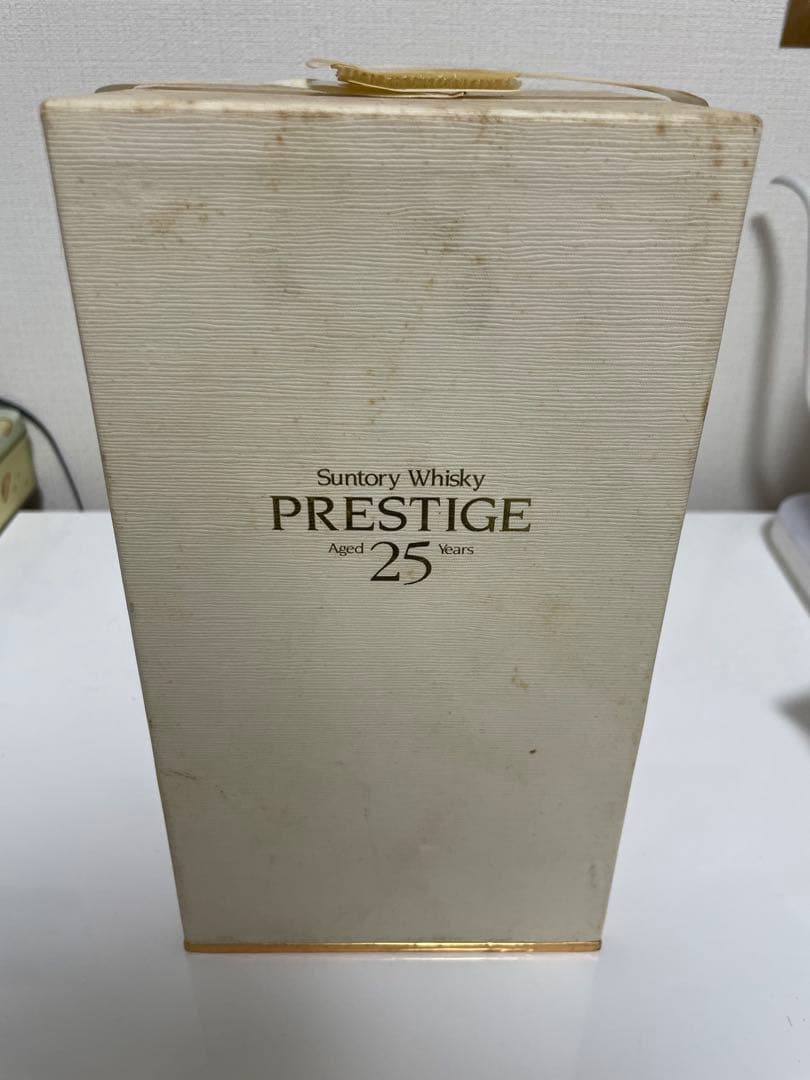 Suntory Whisky
PRESTIGE
Aged 25 Years